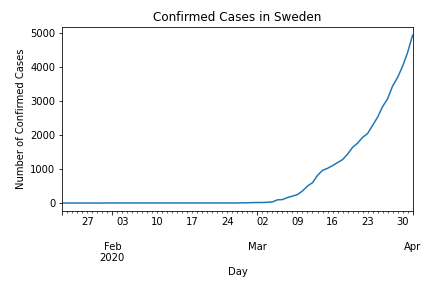 Confirmed Cases in Sweden
5000
4000
3000
2000
1000
0
Number of Confirmed Cases
27 03 10 17 24 02 09 16 23 30
Feb Mar Apr
2020
Day